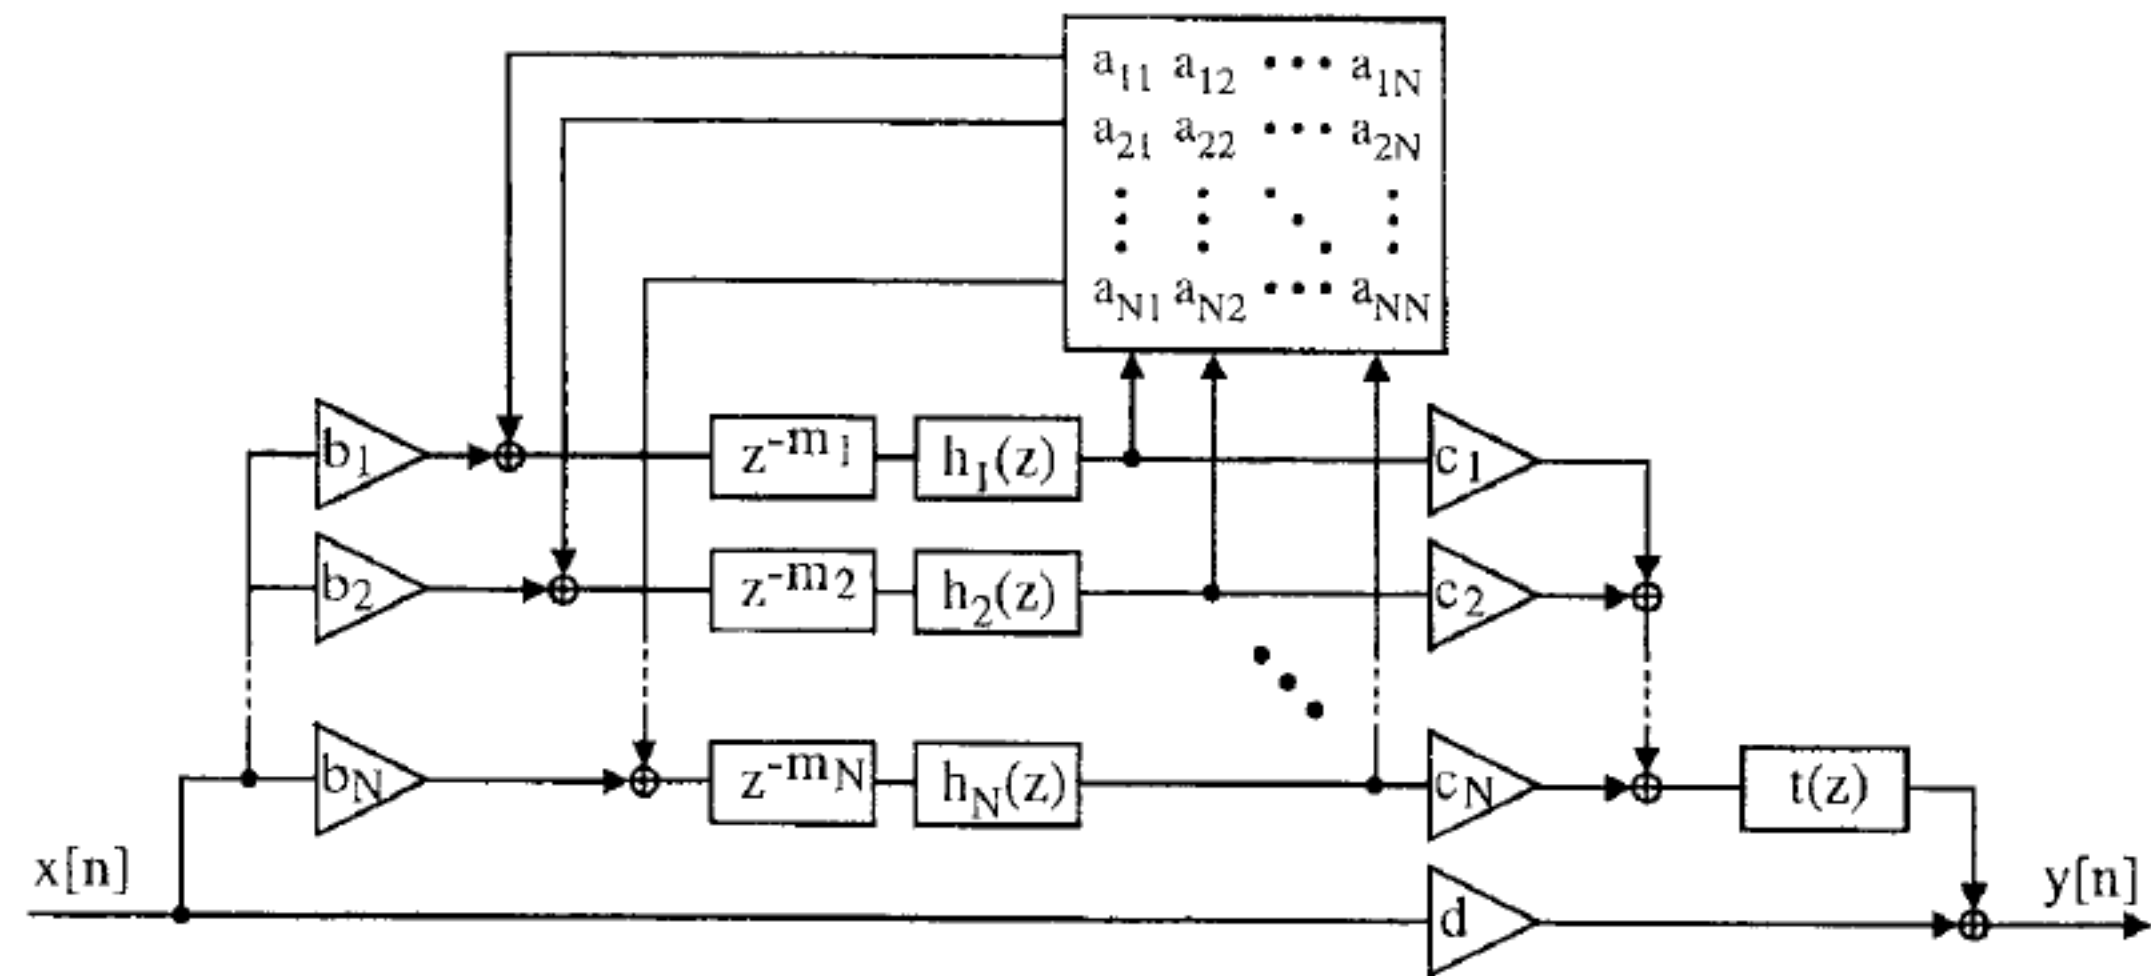 a₁₁ a₁₂ ••• a₁N
a₂₁ a₂₂ ••• a₂N
aN₁ aN₂ ••• aNN
b₁ z⁻ᵐ¹ h₁(z) c₁
b₂ z⁻ᵐ² h₂(z) c₂
bN z⁻ᵐN hN(z) cN t(z)
x[n] y[n]
d